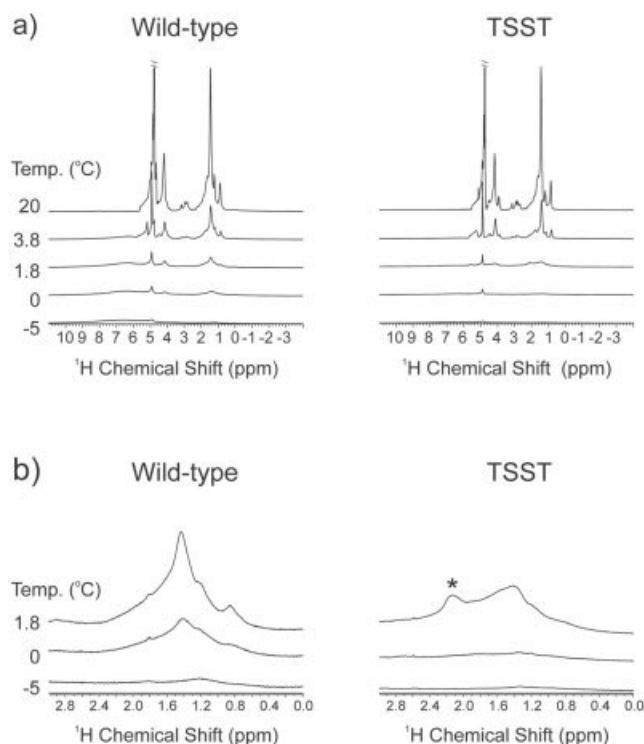 a)
Wild-type
TSST
Temp. (°C)
20
3.8
1.8
0
-5
10 9 8 7 6 5 4 3 2 1 0 -1 -2 -3
10 9 8 7 6 5 4 3 2 1 0 -1 -2 -3
¹H Chemical Shift (ppm)
¹H Chemical Shift (ppm)
b)
Wild-type
TSST
Temp. (°C)
*
1.8
0
-5
2.8 2.4 2.0 1.6 1.2 0.8 0.4 0.0
2.8 2.4 2.0 1.6 1.2 0.8 0.4 0.0
¹H Chemical Shift (ppm)
¹H Chemical Shift (ppm)